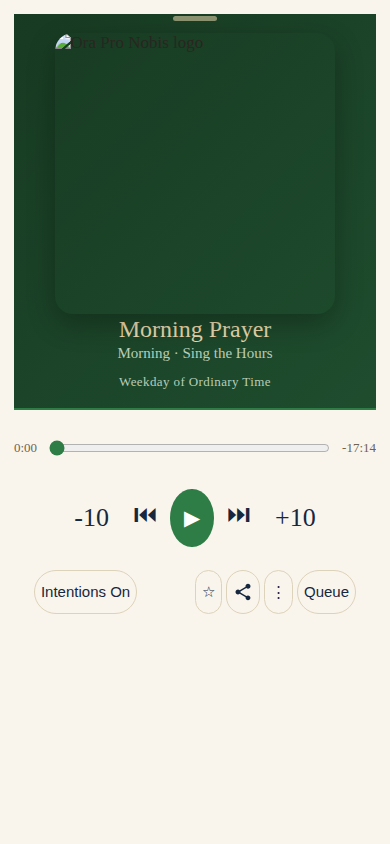 Ora Pro Nobis logo
Morning Prayer
Morning · Sing the Hours
Weekday of Ordinary Time
0:00 -17:14
-10 +10
Intentions On Queue